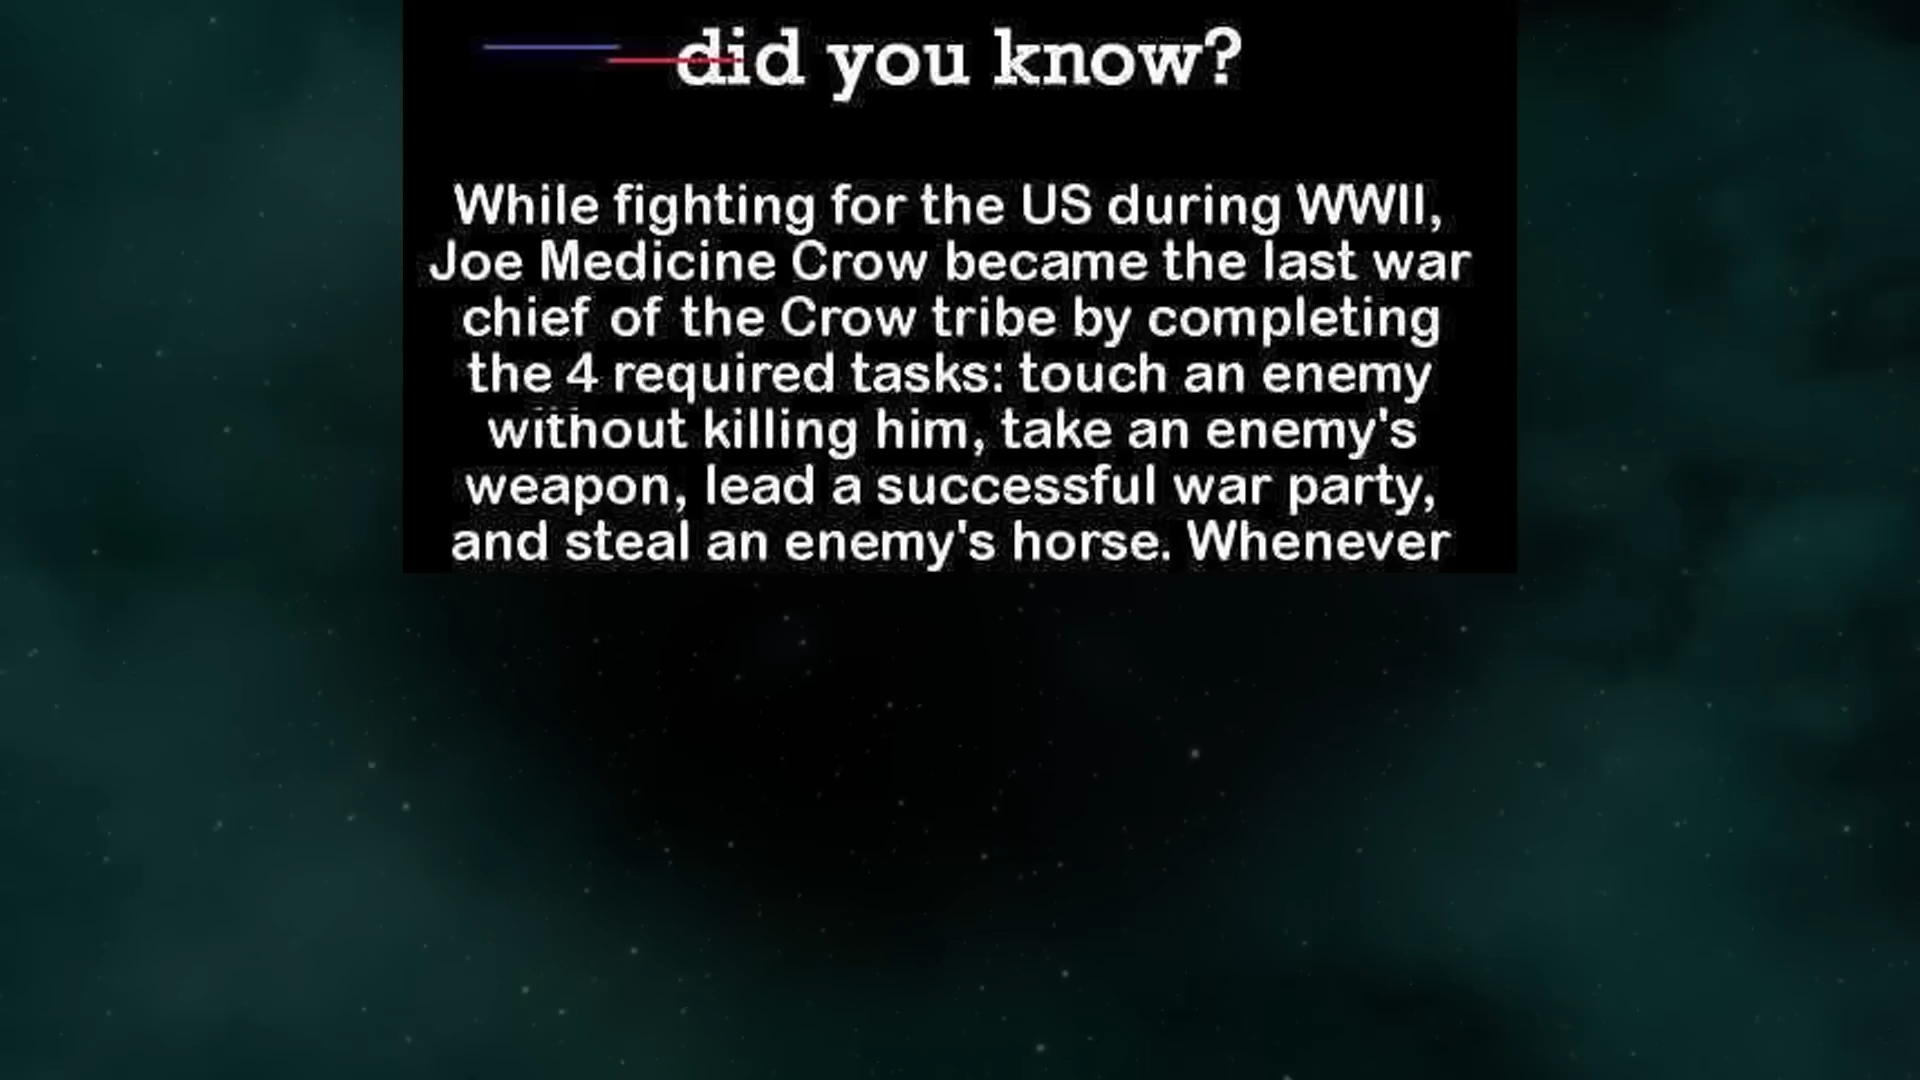 did you know?
While fighting for the US during WWII,
Joe Medicine Crow became the last war
chief of the Crow tribe by completing
the 4 required tasks: touch an enemy
without killing him, take an enemy's
weapon, lead a successful war party,
and steal an enemy's horse. Whenever